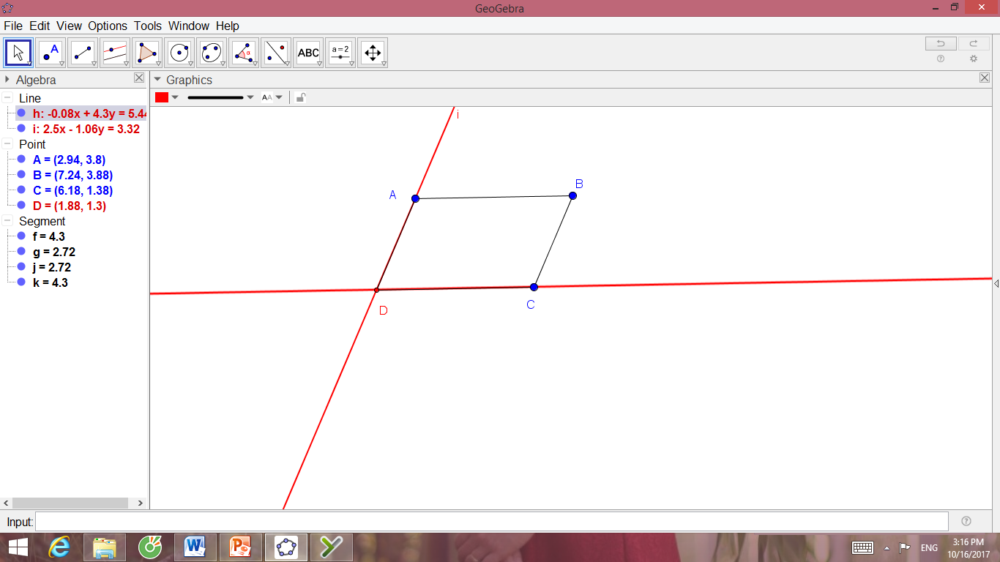 GeoGebra
File Edit View Options Tools Window Help
A
α
ABC
a = 2
Algebra
Graphics
AA
Line
h: -0.08x + 4.3y = 5.44
i: 2.5x - 1.06y = 3.32
Point
A = (2.94, 3.8)
B = (7.24, 3.88)
C = (6.18, 1.38)
D = (1.88, 1.3)
Segment
f = 4.3
g = 2.72
j = 2.72
k = 4.3
i
A
B
C
D
Input:
ENG
3:16 PM
10/16/2017